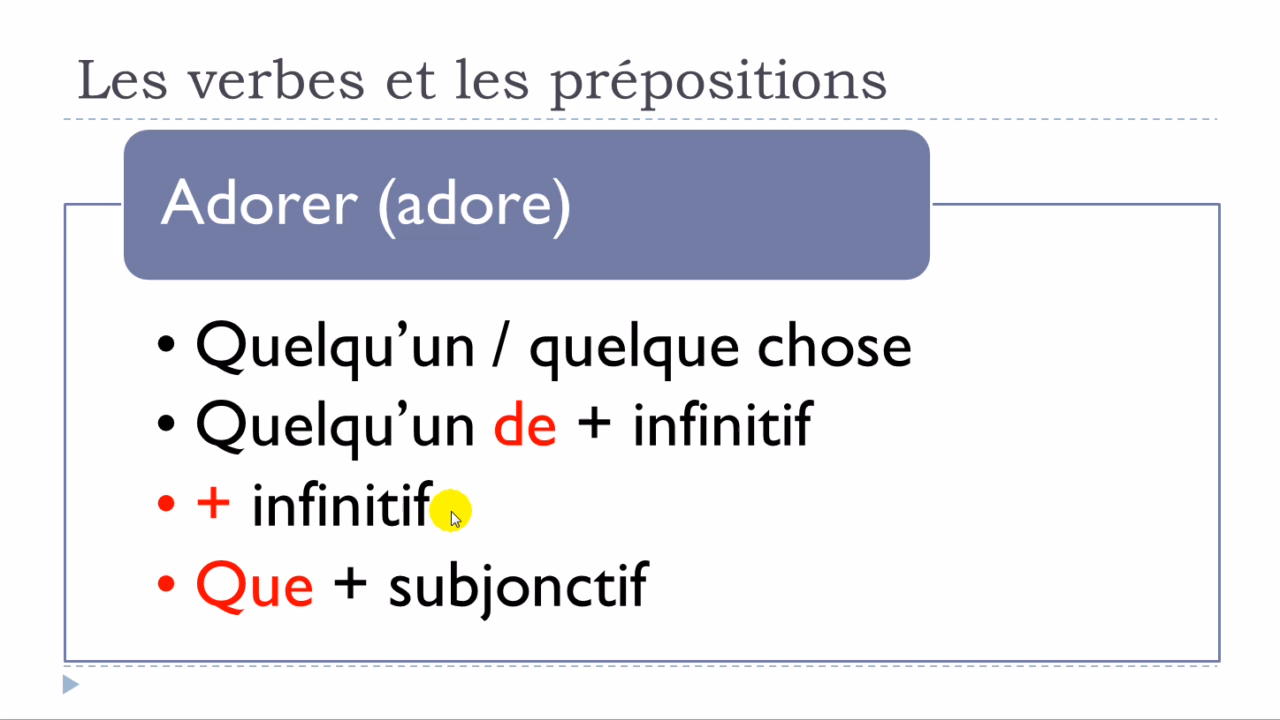 Les verbes et les prépositions
Adorer (adore)
• Quelqu’un / quelque chose
• Quelqu’un de + infinitif
• + infinitif
• Que + subjonctif